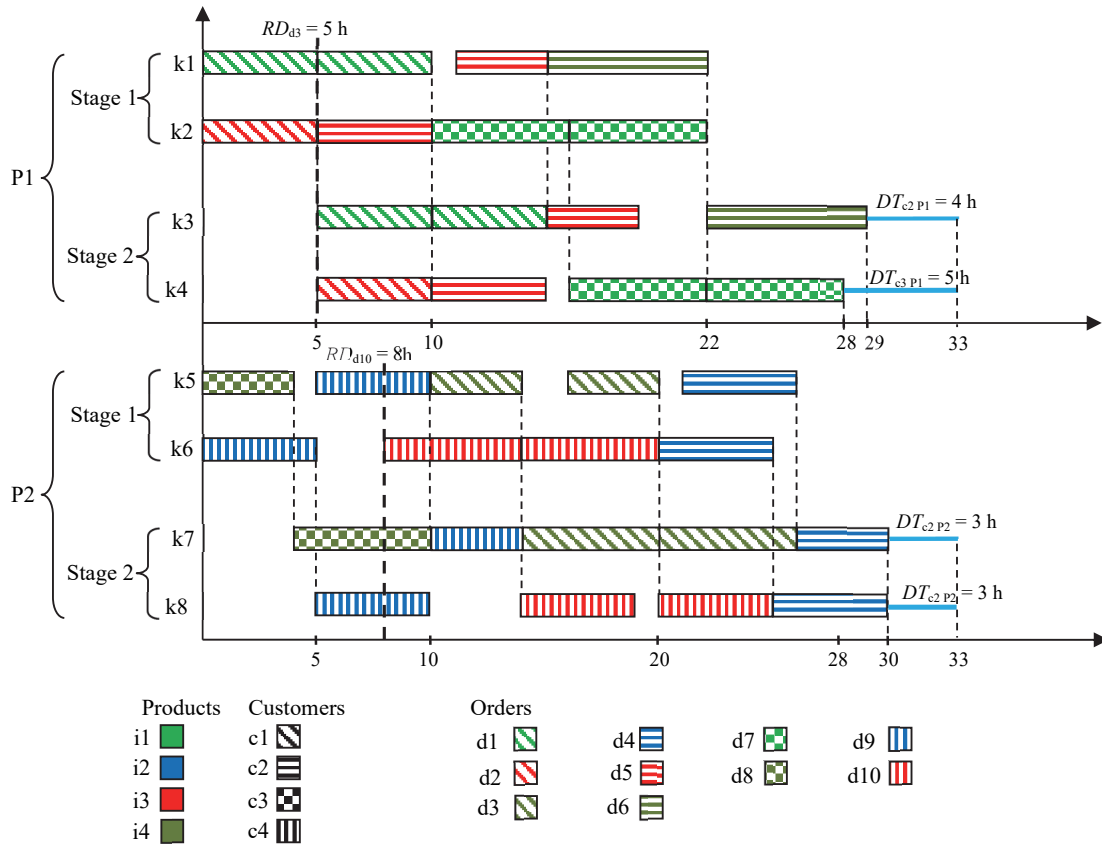 RDd3 = 5 h
k1
Stage 1
k2
P1
k3
DTc2 P1 = 4 h
Stage 2
k4
DTc3 P1 = 5 h
5 10 22 28 29 33
RDd10 = 8h
k5
Stage 1
k6
P2
k7
DTc2 P2 = 3 h
Stage 2
k8
DTc2 P2 = 3 h
5 10 20 28 30 33
Products Customers Orders
i1 c1 d1 d4 d7 d9
i2 c2 d2 d5 d8 d10
i3 c3 d3 d6
i4 c4